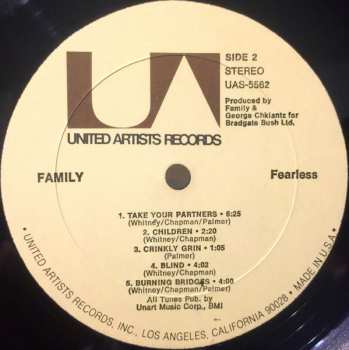 UA
SIDE 2
STEREO
UAS-5562
Produced by
Family &
George Chkiantz for
Bradgate Bush Ltd.
UNITED ARTISTS RECORDS
FAMILY
Fearless
1. TAKE YOUR PARTNERS • 6:25
(Whitney/Chapman/Palmer)
2. CHILDREN • 2:20
(Whitney/Chapman)
3. CRINKLY GRIN • 1:05
(Palmer)
4. BLIND • 4:02
(Whitney/Chapman)
5. BURNING BRIDGES • 4:00
(Whitney/Chapman)
All Tunes Pub. by
Unart Music Corp., BMI
• UNITED ARTISTS RECORDS, INC., LOS ANGELES, CALIFORNIA 90028 • MADE IN U.S.A.